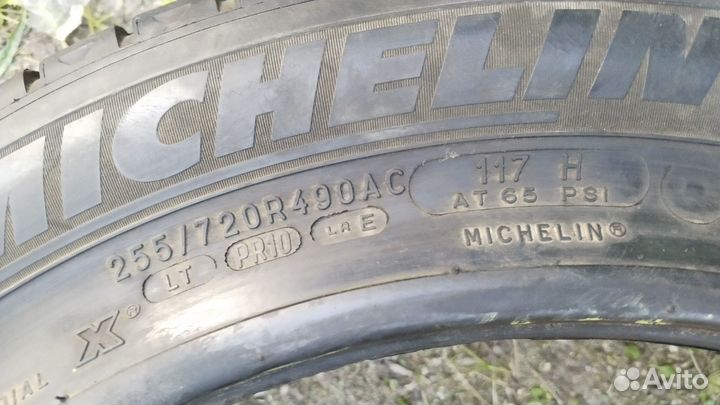 MICHELIN
255/720R490AC
117 H
AT 65 PSI
LT
PR10
LR E
MICHELIN®
X®
Avito